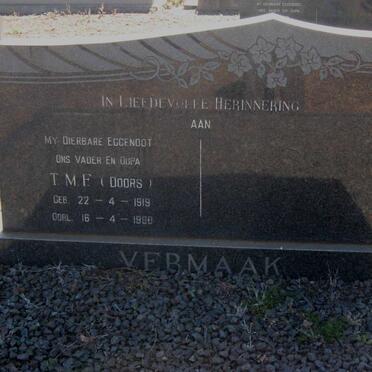 IN LIEFDEVOLLE HERINNERING
AAN
MY DIERBARE EGGENOOT
ONS VADER EN OUPA
T.M.F. (DOORS)
GEB. 22 - 4 - 1919
OORL. 16 - 4 - 1990
VERMAAK